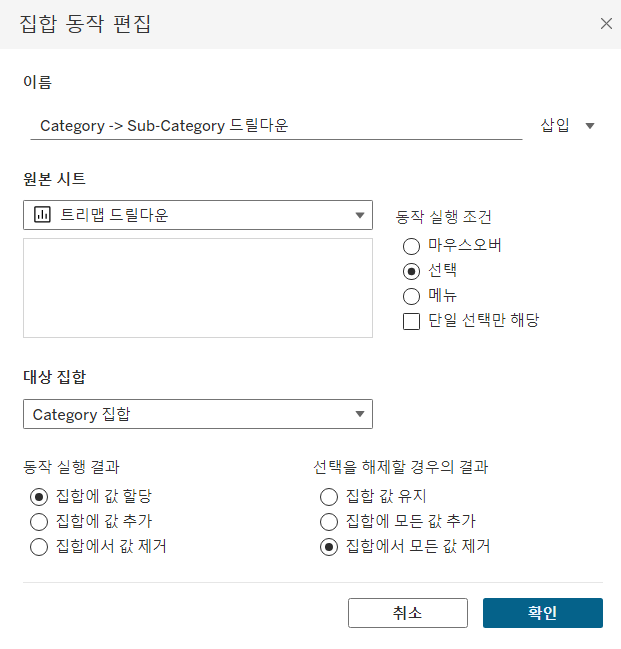 집합 동작 편집
이름
Category -> Sub-Category 드릴다운
삽입
원본 시트
트리맵 드릴다운
동작 실행 조건
마우스오버
선택
메뉴
단일 선택만 해당
대상 집합
Category 집합
동작 실행 결과
집합에 값 할당
집합에 값 추가
집합에서 값 제거
선택을 해제할 경우의 결과
집합 값 유지
집합에 모든 값 추가
집합에서 모든 값 제거
취소
확인